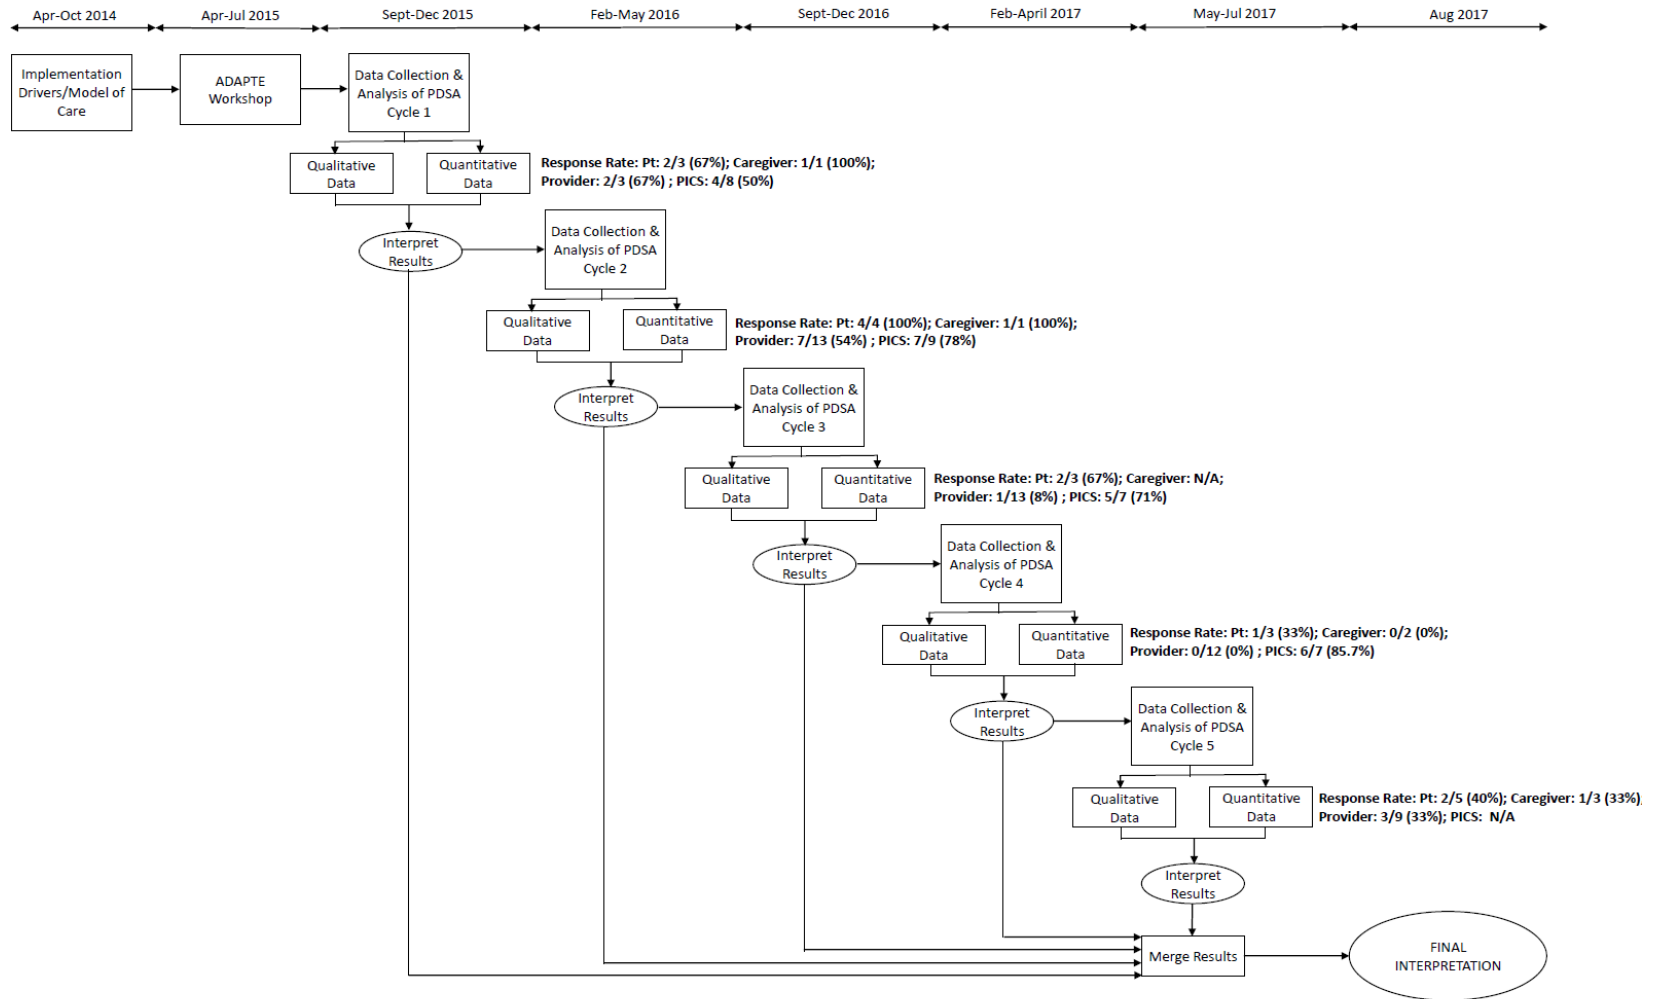 Apr-Oct 2014
Apr-Jul 2015
Sept-Dec 2015
Feb-May 2016
Sept-Dec 2016
Feb-April 2017
May-Jul 2017
Aug 2017
Implementation
Drivers/Model of
Care
ADAPTE
Workshop
Data Collection &
Analysis of PDSA
Cycle 1
Qualitative
Data
Quantitative
Data
Response Rate: Pt: 2/3 (67%); Caregiver: 1/1 (100%);
Provider: 2/3 (67%) ; PICS: 4/8 (50%)
Interpret
Results
Data Collection &
Analysis of PDSA
Cycle 2
Qualitative
Data
Quantitative
Data
Response Rate: Pt: 4/4 (100%); Caregiver: 1/1 (100%);
Provider: 7/13 (54%) ; PICS: 7/9 (78%)
Interpret
Results
Data Collection &
Analysis of PDSA
Cycle 3
Qualitative
Data
Quantitative
Data
Response Rate: Pt: 2/3 (67%); Caregiver: N/A;
Provider: 1/13 (8%) ; PICS: 5/7 (71%)
Interpret
Results
Data Collection &
Analysis of PDSA
Cycle 4
Qualitative
Data
Quantitative
Data
Response Rate: Pt: 1/3 (33%); Caregiver: 0/2 (0%);
Provider: 0/12 (0%) ; PICS: 6/7 (85.7%)
Interpret
Results
Data Collection &
Analysis of PDSA
Cycle 5
Qualitative
Data
Quantitative
Data
Response Rate: Pt: 2/5 (40%); Caregiver: 1/3 (33%);
Provider: 3/9 (33%); PICS: N/A
Interpret
Results
Merge Results
FINAL
INTERPRETATION